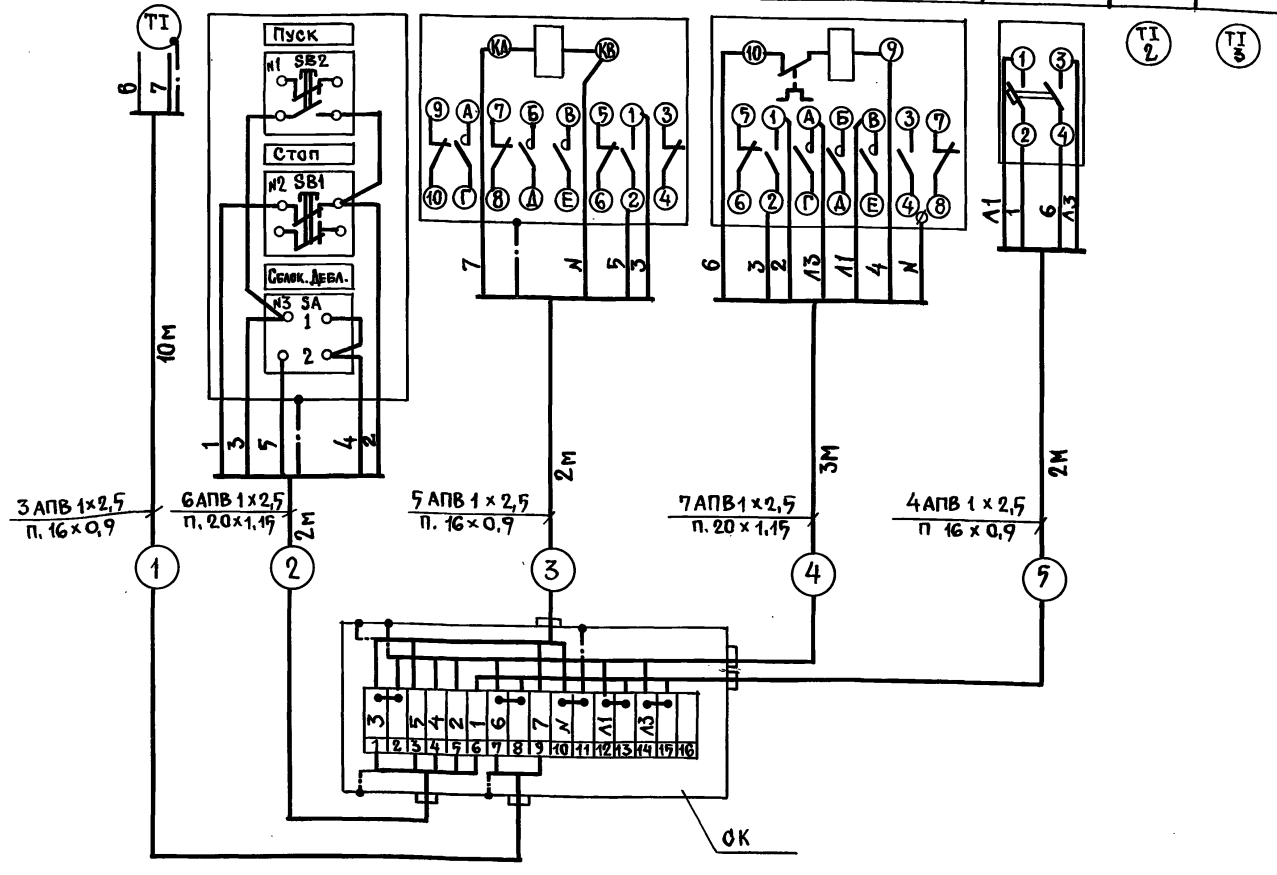 TI
TI 2
TI 3
6 7
Пуск
N1 SB2
Стоп
N2 SB1
Сблок. Дебл.
N3 SA
1
2
1 3 5 4 2
КА КВ
9 А 7 Б В 5 1 3
10 Г 8 Д Е 6 2 4
7 N 5 3
10 9
5 1 А Б В 3 7
6 2 Г Д Е 4 8
6 3 2 Л3 Л1 4 N
1 3
2 4
Л1 1 6 Л3
10м
2м
2м
3м
2м
3 АПВ 1×2,5
П. 16×0,9
6 АПВ 1×2,5
П. 20×1,15
5 АПВ 1×2,5
П. 16×0,9
7 АПВ 1×2,5
П. 20×1,15
4 АПВ 1×2,5
П 16×0,9
1 2 3 4 5
3 5 4 2 1 6 7 N Л1 Л3
1 2 3 4 5 6 7 8 9 10 11 12 13 14 15 16
СК